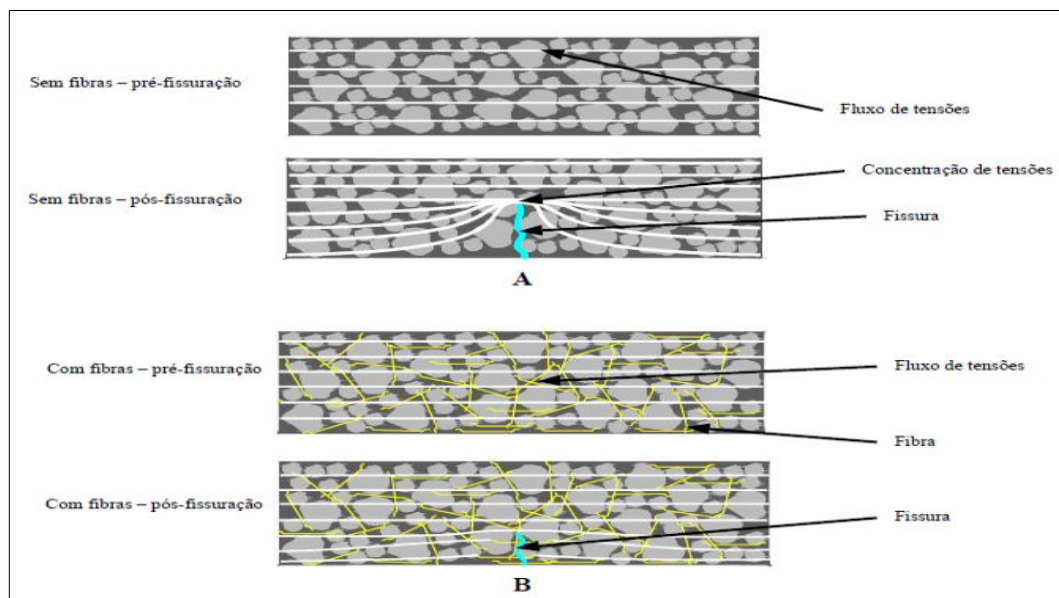 Sem fibras – pré-fissuração
Fluxo de tensões
Concentração de tensões
Sem fibras – pós-fissuração
Fissura
A
Com fibras – pré-fissuração
Fluxo de tensões
Fibra
Com fibras – pós-fissuração
Fissura
B